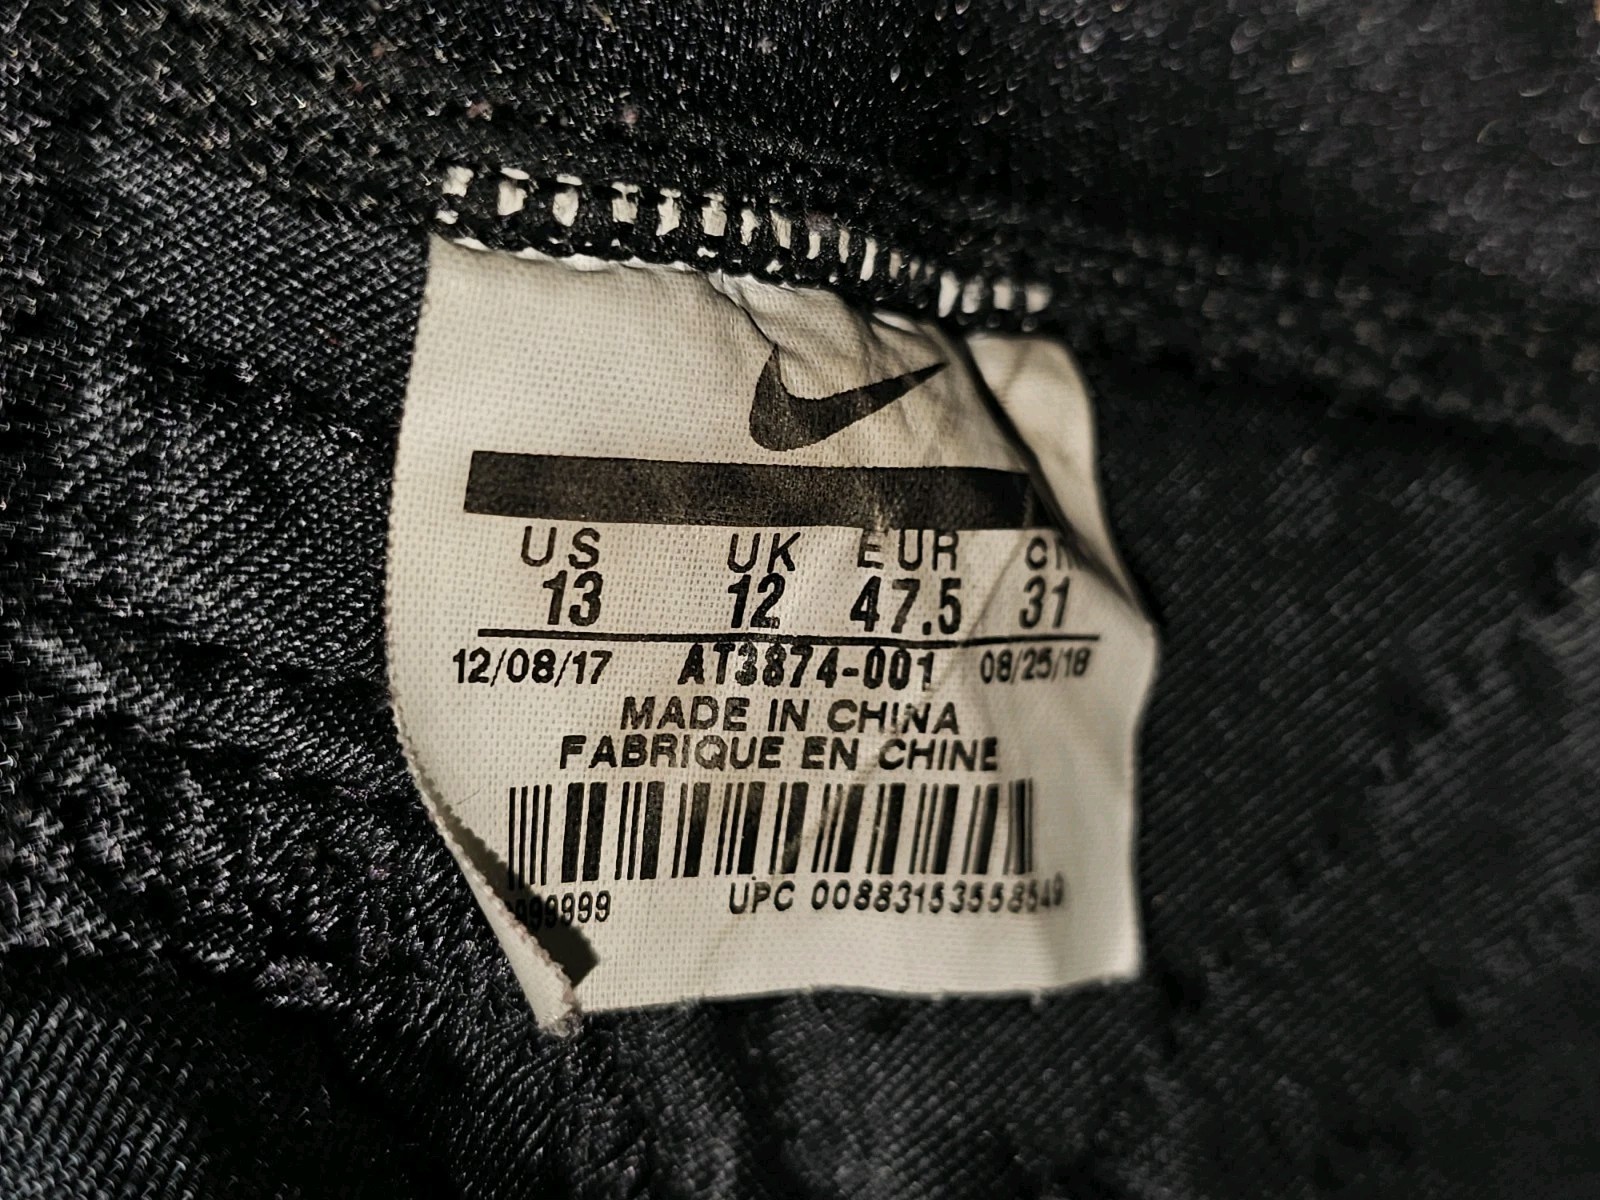 US UK EUR CM
13 12 47.5 31
12/08/17 AT3874-001 08/25/18
MADE IN CHINA
FABRIQUE EN CHINE
999999 UPC 00883153558549